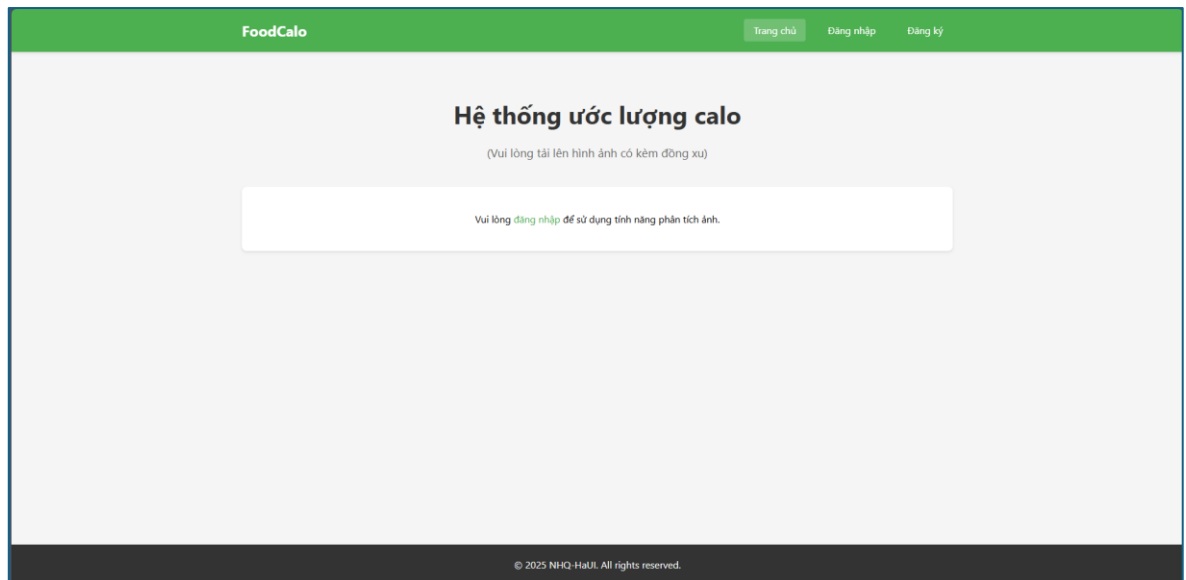 FoodCalo
Trang chủ
Đăng nhập
Đăng ký
Hệ thống ước lượng calo
(Vui lòng tải lên hình ảnh có kèm đồng xu)
Vui lòng đăng nhập để sử dụng tính năng phân tích ảnh.
© 2025 NHQ-HaUI. All rights reserved.